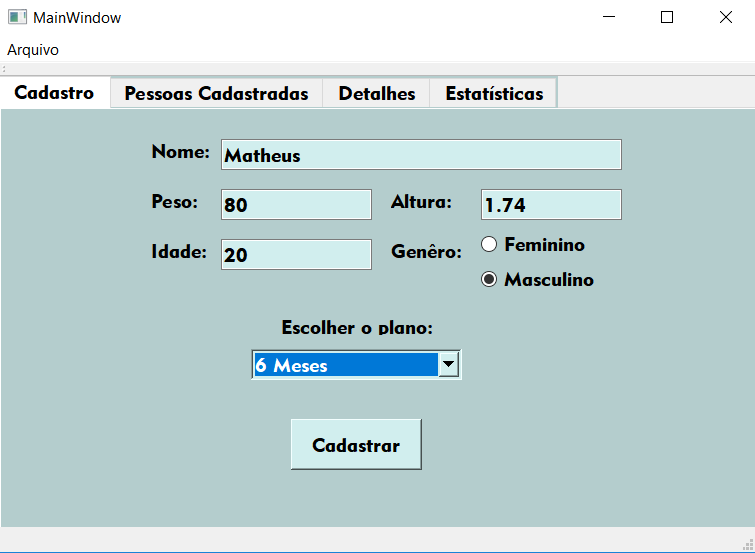 MainWindow
Arquivo
Cadastro Pessoas Cadastradas Detalhes Estatísticas
Nome: Matheus
Peso: 80 Altura: 1.74
Idade: 20 Genêro: Feminino
Masculino
Escolher o plano:
6 Meses
Cadastrar